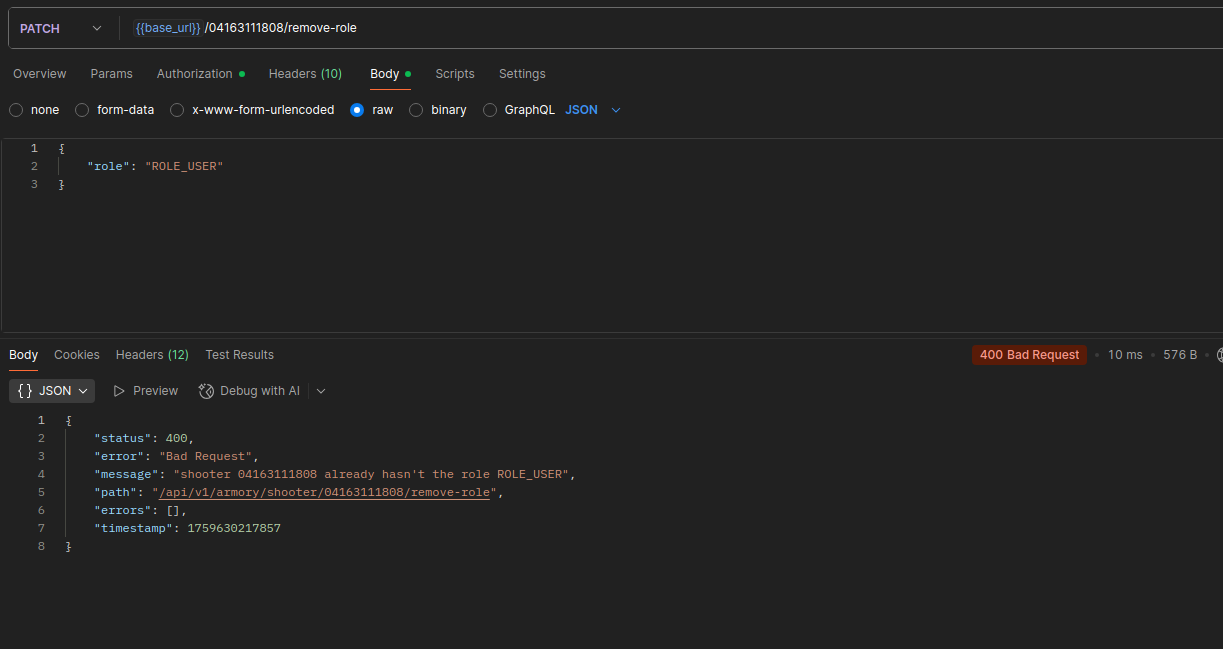 PATCH {{base_url}}/04163111808/remove-role
Overview Params Authorization Headers (10) Body Scripts Settings
none form-data x-www-form-urlencoded raw binary GraphQL JSON
1 {
2 "role": "ROLE_USER"
3 }
Body Cookies Headers (12) Test Results 400 Bad Request • 10 ms • 576 B •
{} JSON Preview Debug with AI
1 {
2 "status": 400,
3 "error": "Bad Request",
4 "message": "shooter 04163111808 already hasn't the role ROLE_USER",
5 "path": "/api/v1/armory/shooter/04163111808/remove-role",
6 "errors": [],
7 "timestamp": 1759630217857
8 }